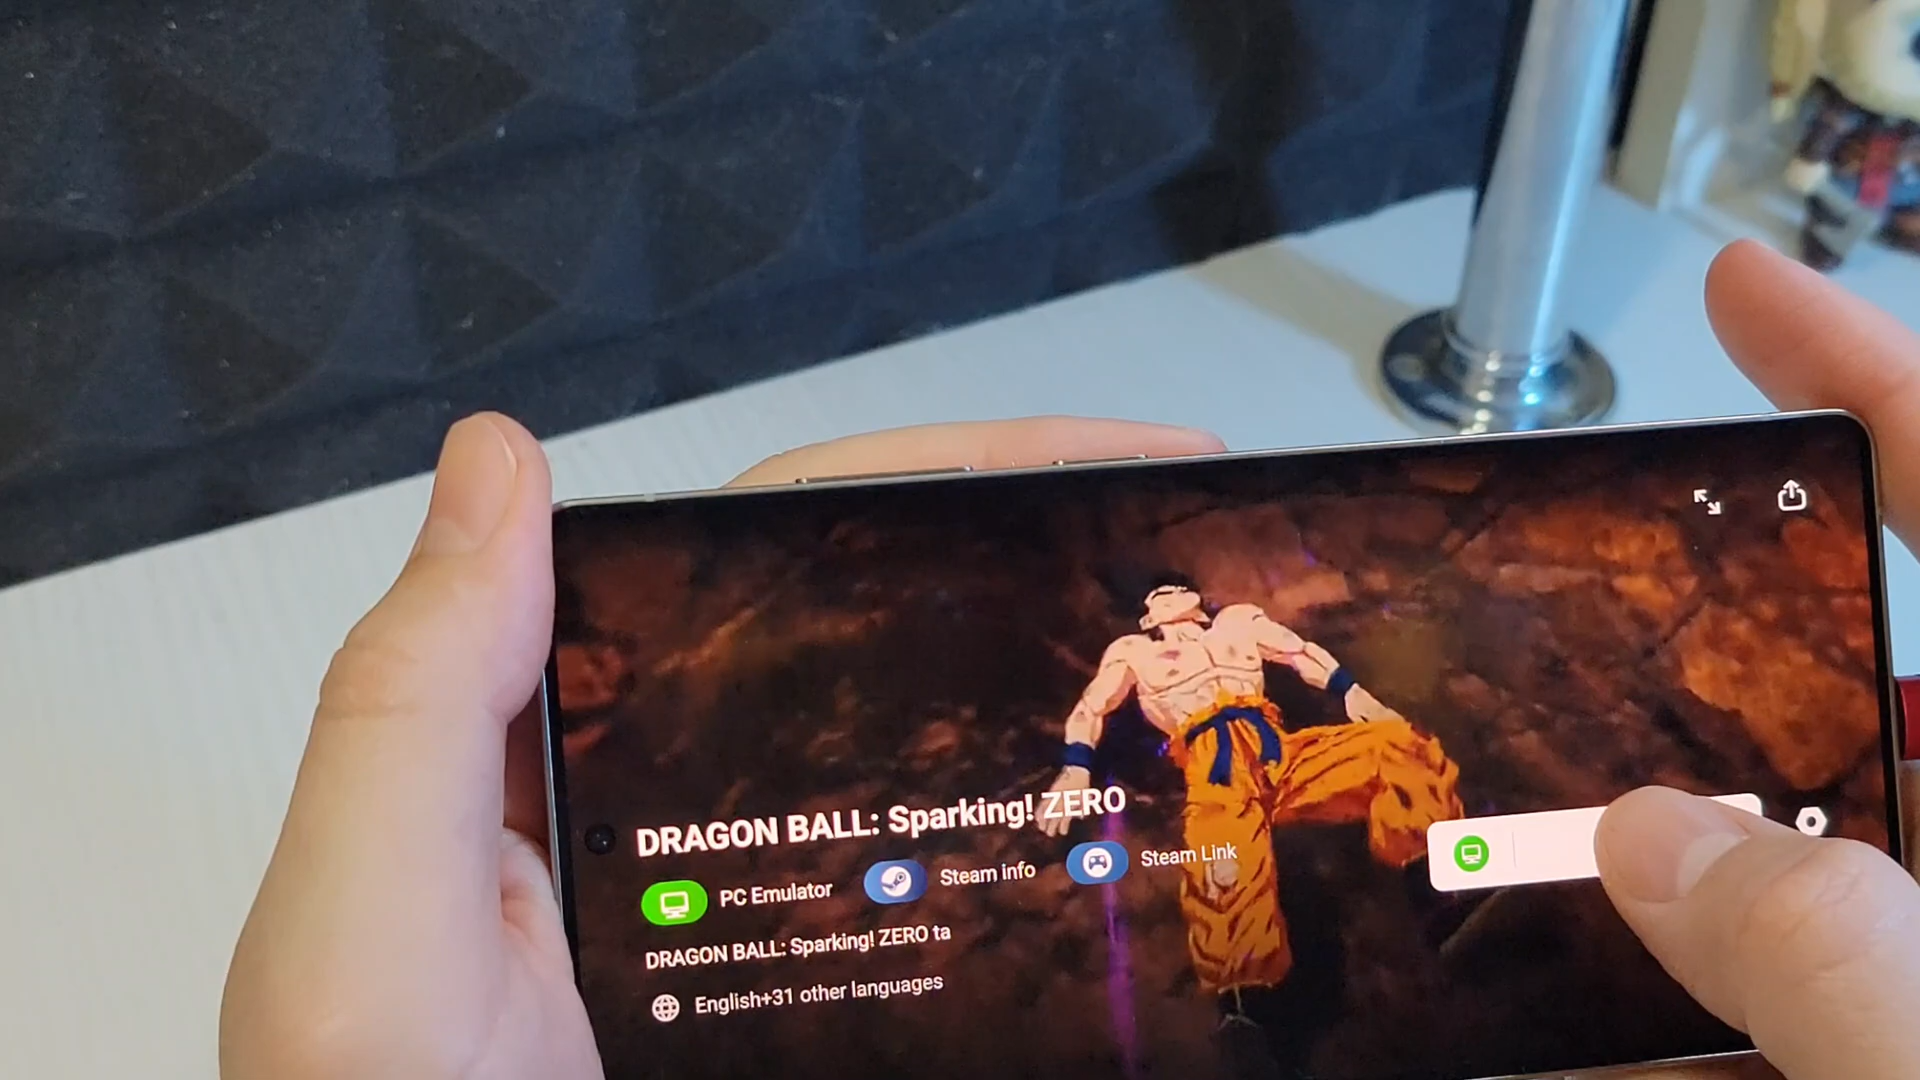 DRAGON BALL: Sparking! ZERO
PC Emulator
Steam info
Steam Link
DRAGON BALL: Sparking! ZERO ta
English+31 other languages